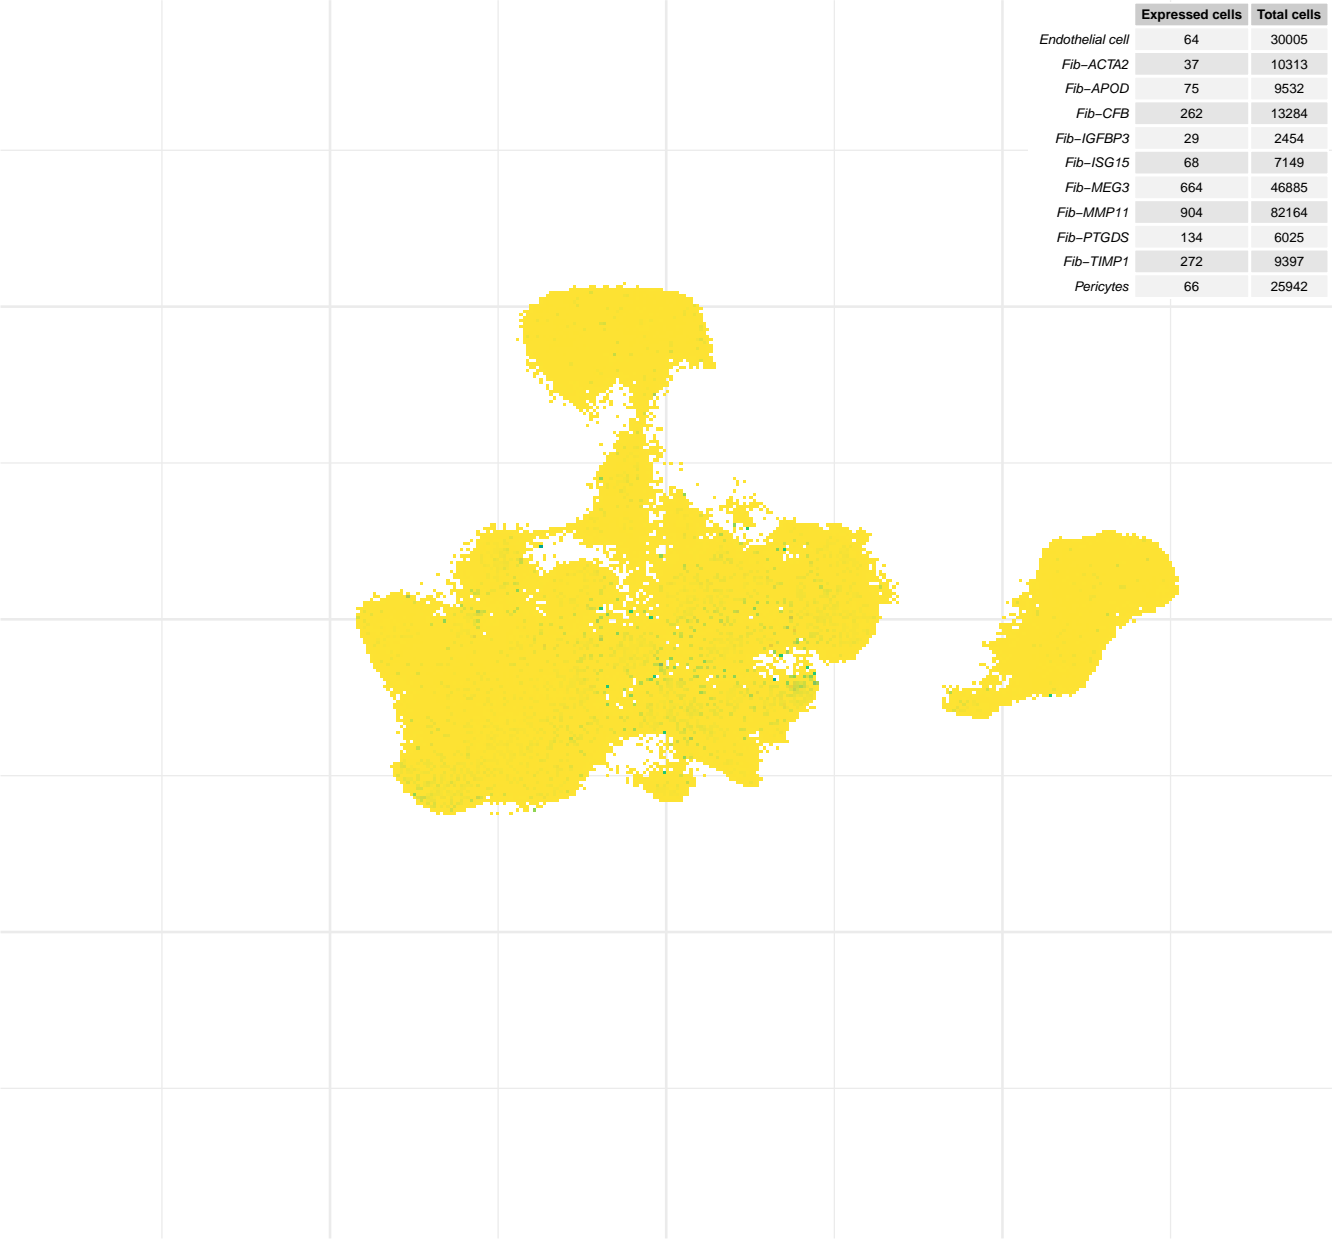 Expressed cells Total cells
Endothelial cell 64 30005
Fib−ACTA2 37 10313
Fib−APOD 75 9532
Fib−CFB 262 13284
Fib−IGFBP3 29 2454
Fib−ISG15 68 7149
Fib−MEG3 664 46885
Fib−MMP11 904 82164
Fib−PTGDS 134 6025
Fib−TIMP1 272 9397
Pericytes 66 25942